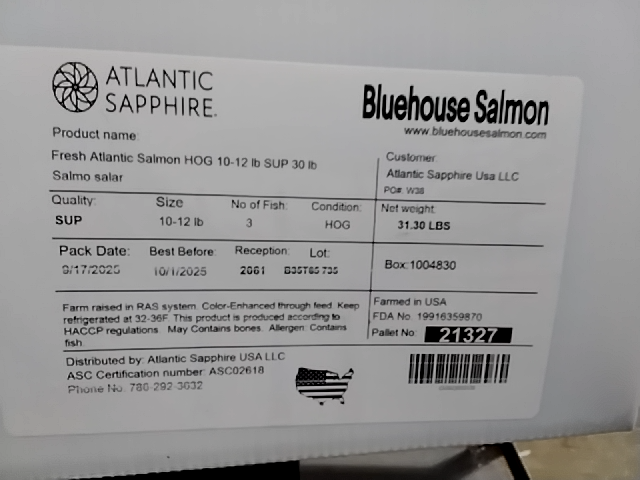 ATLANTIC
SAPPHIRE
Bluehouse Salmon
www.bluehousesalmon.com
Product name:
Fresh Atlantic Salmon HOG 10-12 lb SUP 30 lb
Salmo salar
Customer:
Atlantic Sapphire Usa LLC
PO#: W38
Quality: Size No of Fish: Condition:
SUP 10-12 lb 3 HOG
Net weight:
31.30 LBS
Pack Date: Best Before: Reception: Lot:
9/17/2025 10/1/2025 2061
Box:1004830
Farm raised in RAS system. Color-Enhanced through feed. Keep
refrigerated at 32-36F. This product is produced according to
HACCP regulations. May Contains bones. Allergen: Contains
fish.
Farmed in USA
FDA No. 19916359870
Pallet No: 21327
Distributed by: Atlantic Sapphire USA LLC
ASC Certification number: ASC02618
Phone No. 786-292-3632